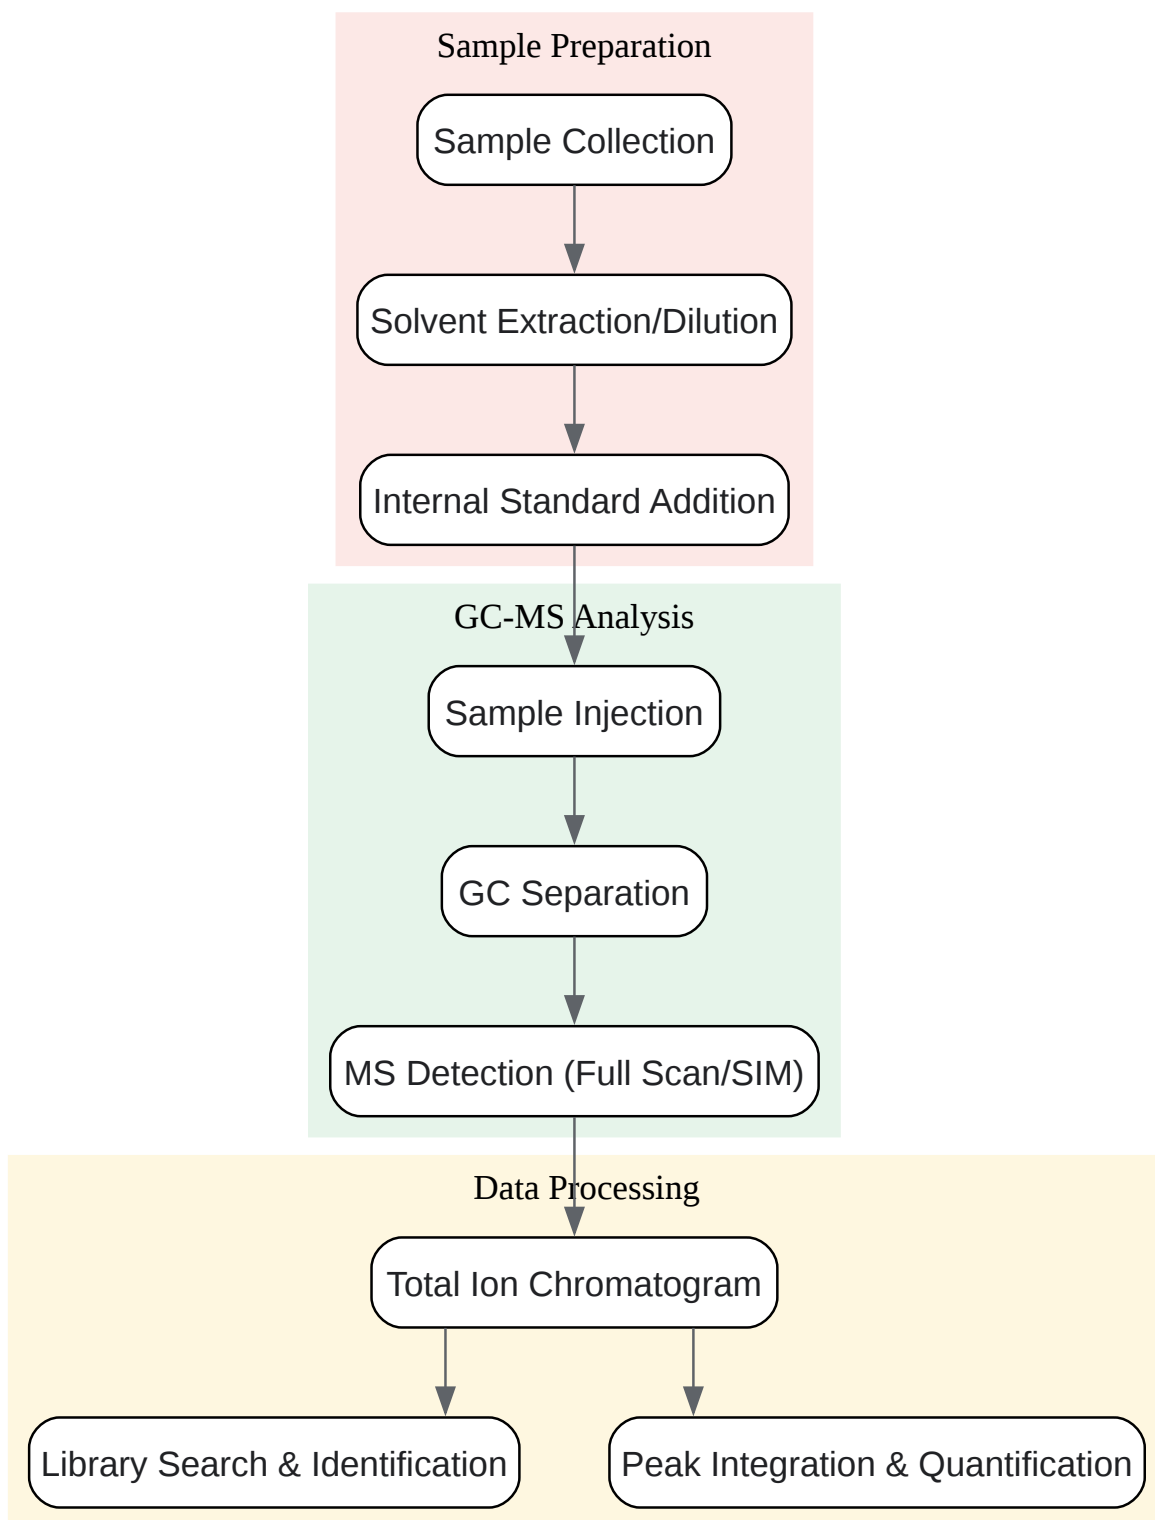 Sample Preparation
Sample Collection
Solvent Extraction/Dilution
Internal Standard Addition
GC-MS Analysis
Sample Injection
GC Separation
MS Detection (Full Scan/SIM)
Data Processing
Total Ion Chromatogram
Library Search & Identification
Peak Integration & Quantification